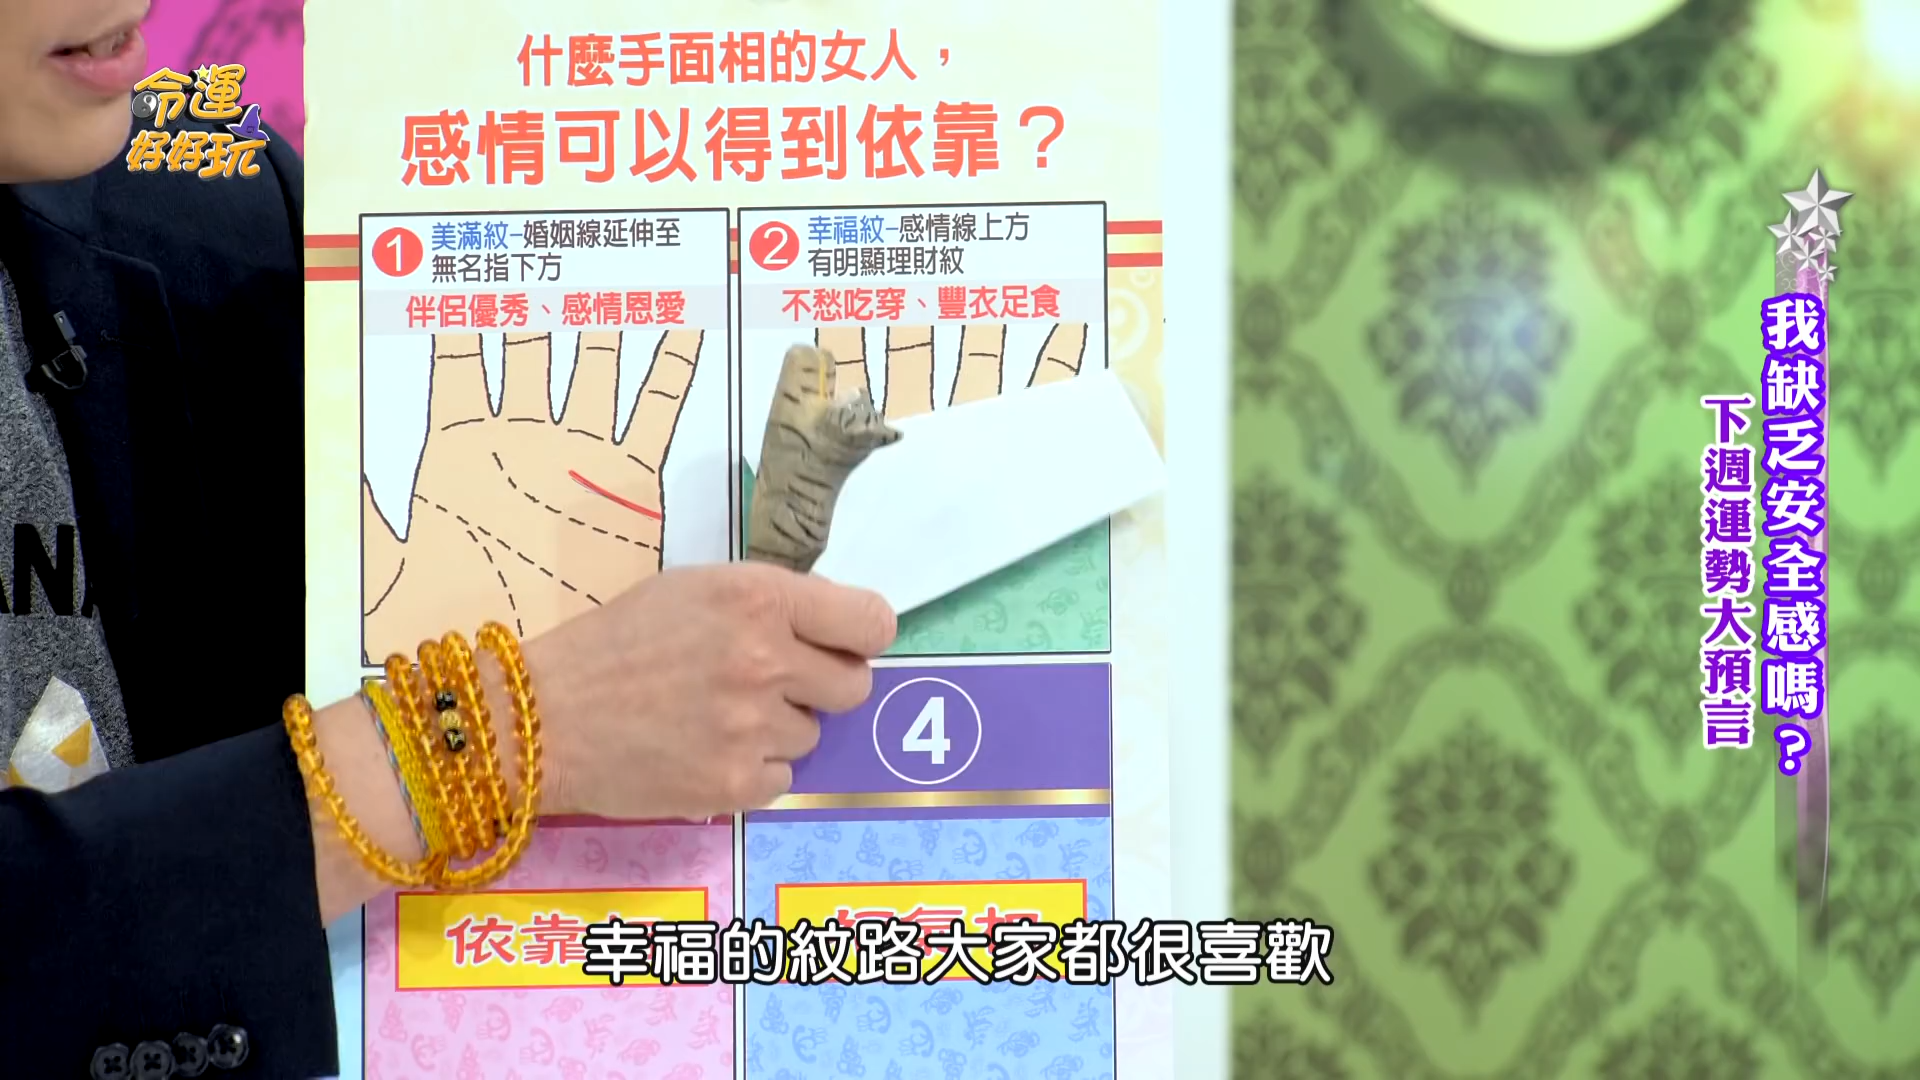 命運
好好玩
什麼手面相的女人，
感情可以得到依靠？
1 美滿紋-婚姻線延伸至
無名指下方
伴侶優秀、感情恩愛
2 幸福紋-感情線上方
有明顯理財紋
不愁吃穿、豐衣足食
4
依靠
幸福的紋路大家都很喜歡
我缺乏安全感嗎？
下週運勢大預言